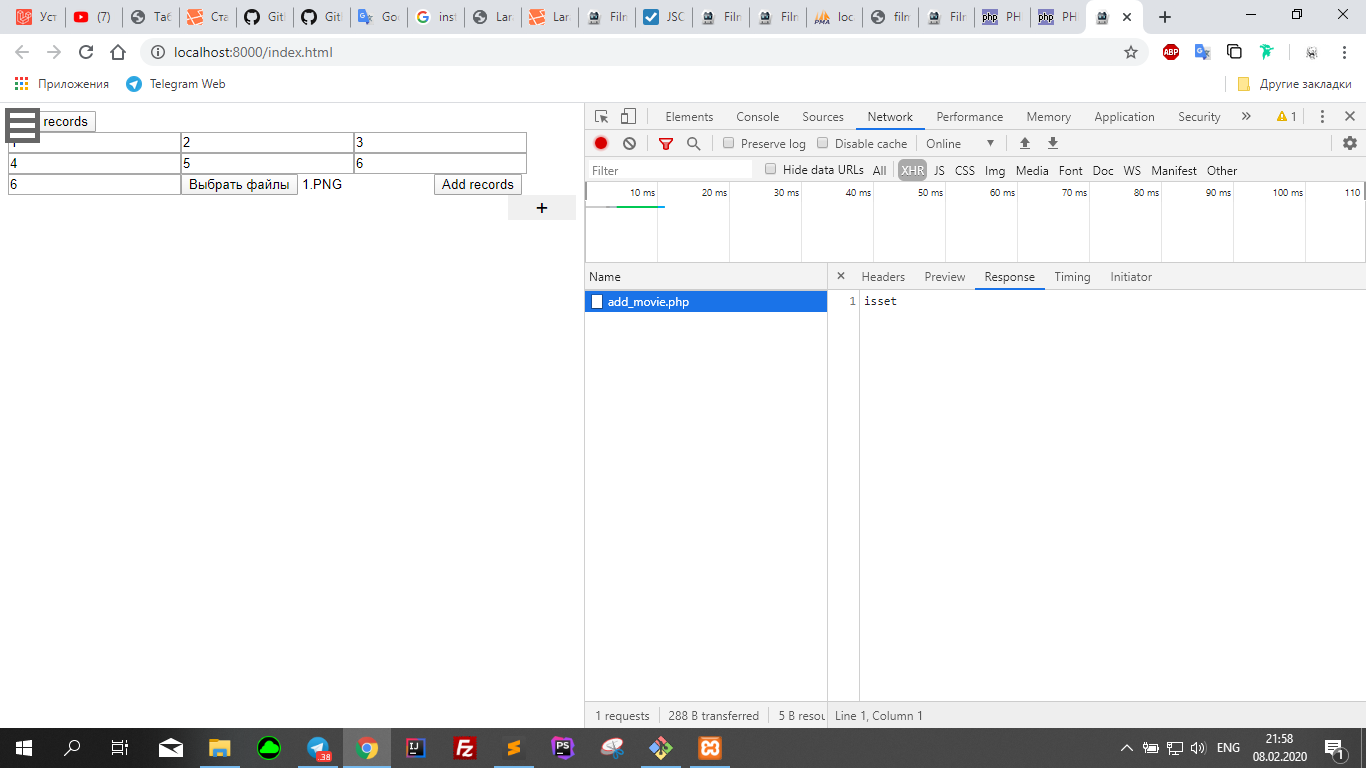 Уст (7) Таб Ста Gitl Gitl Goo inst Lar Lar Film JSO Film Film loc film Film PH PH
localhost:8000/index.html
Приложения Telegram Web Другие закладки
records
Elements Console Sources Network Performance Memory Application Security 1
Preserve log Disable cache Online
Filter Hide data URLs All XHR JS CSS Img Media Font Doc WS Manifest Other
10 ms 20 ms 30 ms 40 ms 50 ms 60 ms 70 ms 80 ms 90 ms 100 ms 110
2 3
4 5 6
6 Выбрать файлы 1.PNG Add records
+
Name Headers Preview Response Timing Initiator
add_movie.php
1 isset
1 requests 288 B transferred 5 B resou Line 1, Column 1
38 ENG 21:58
08.02.2020 1